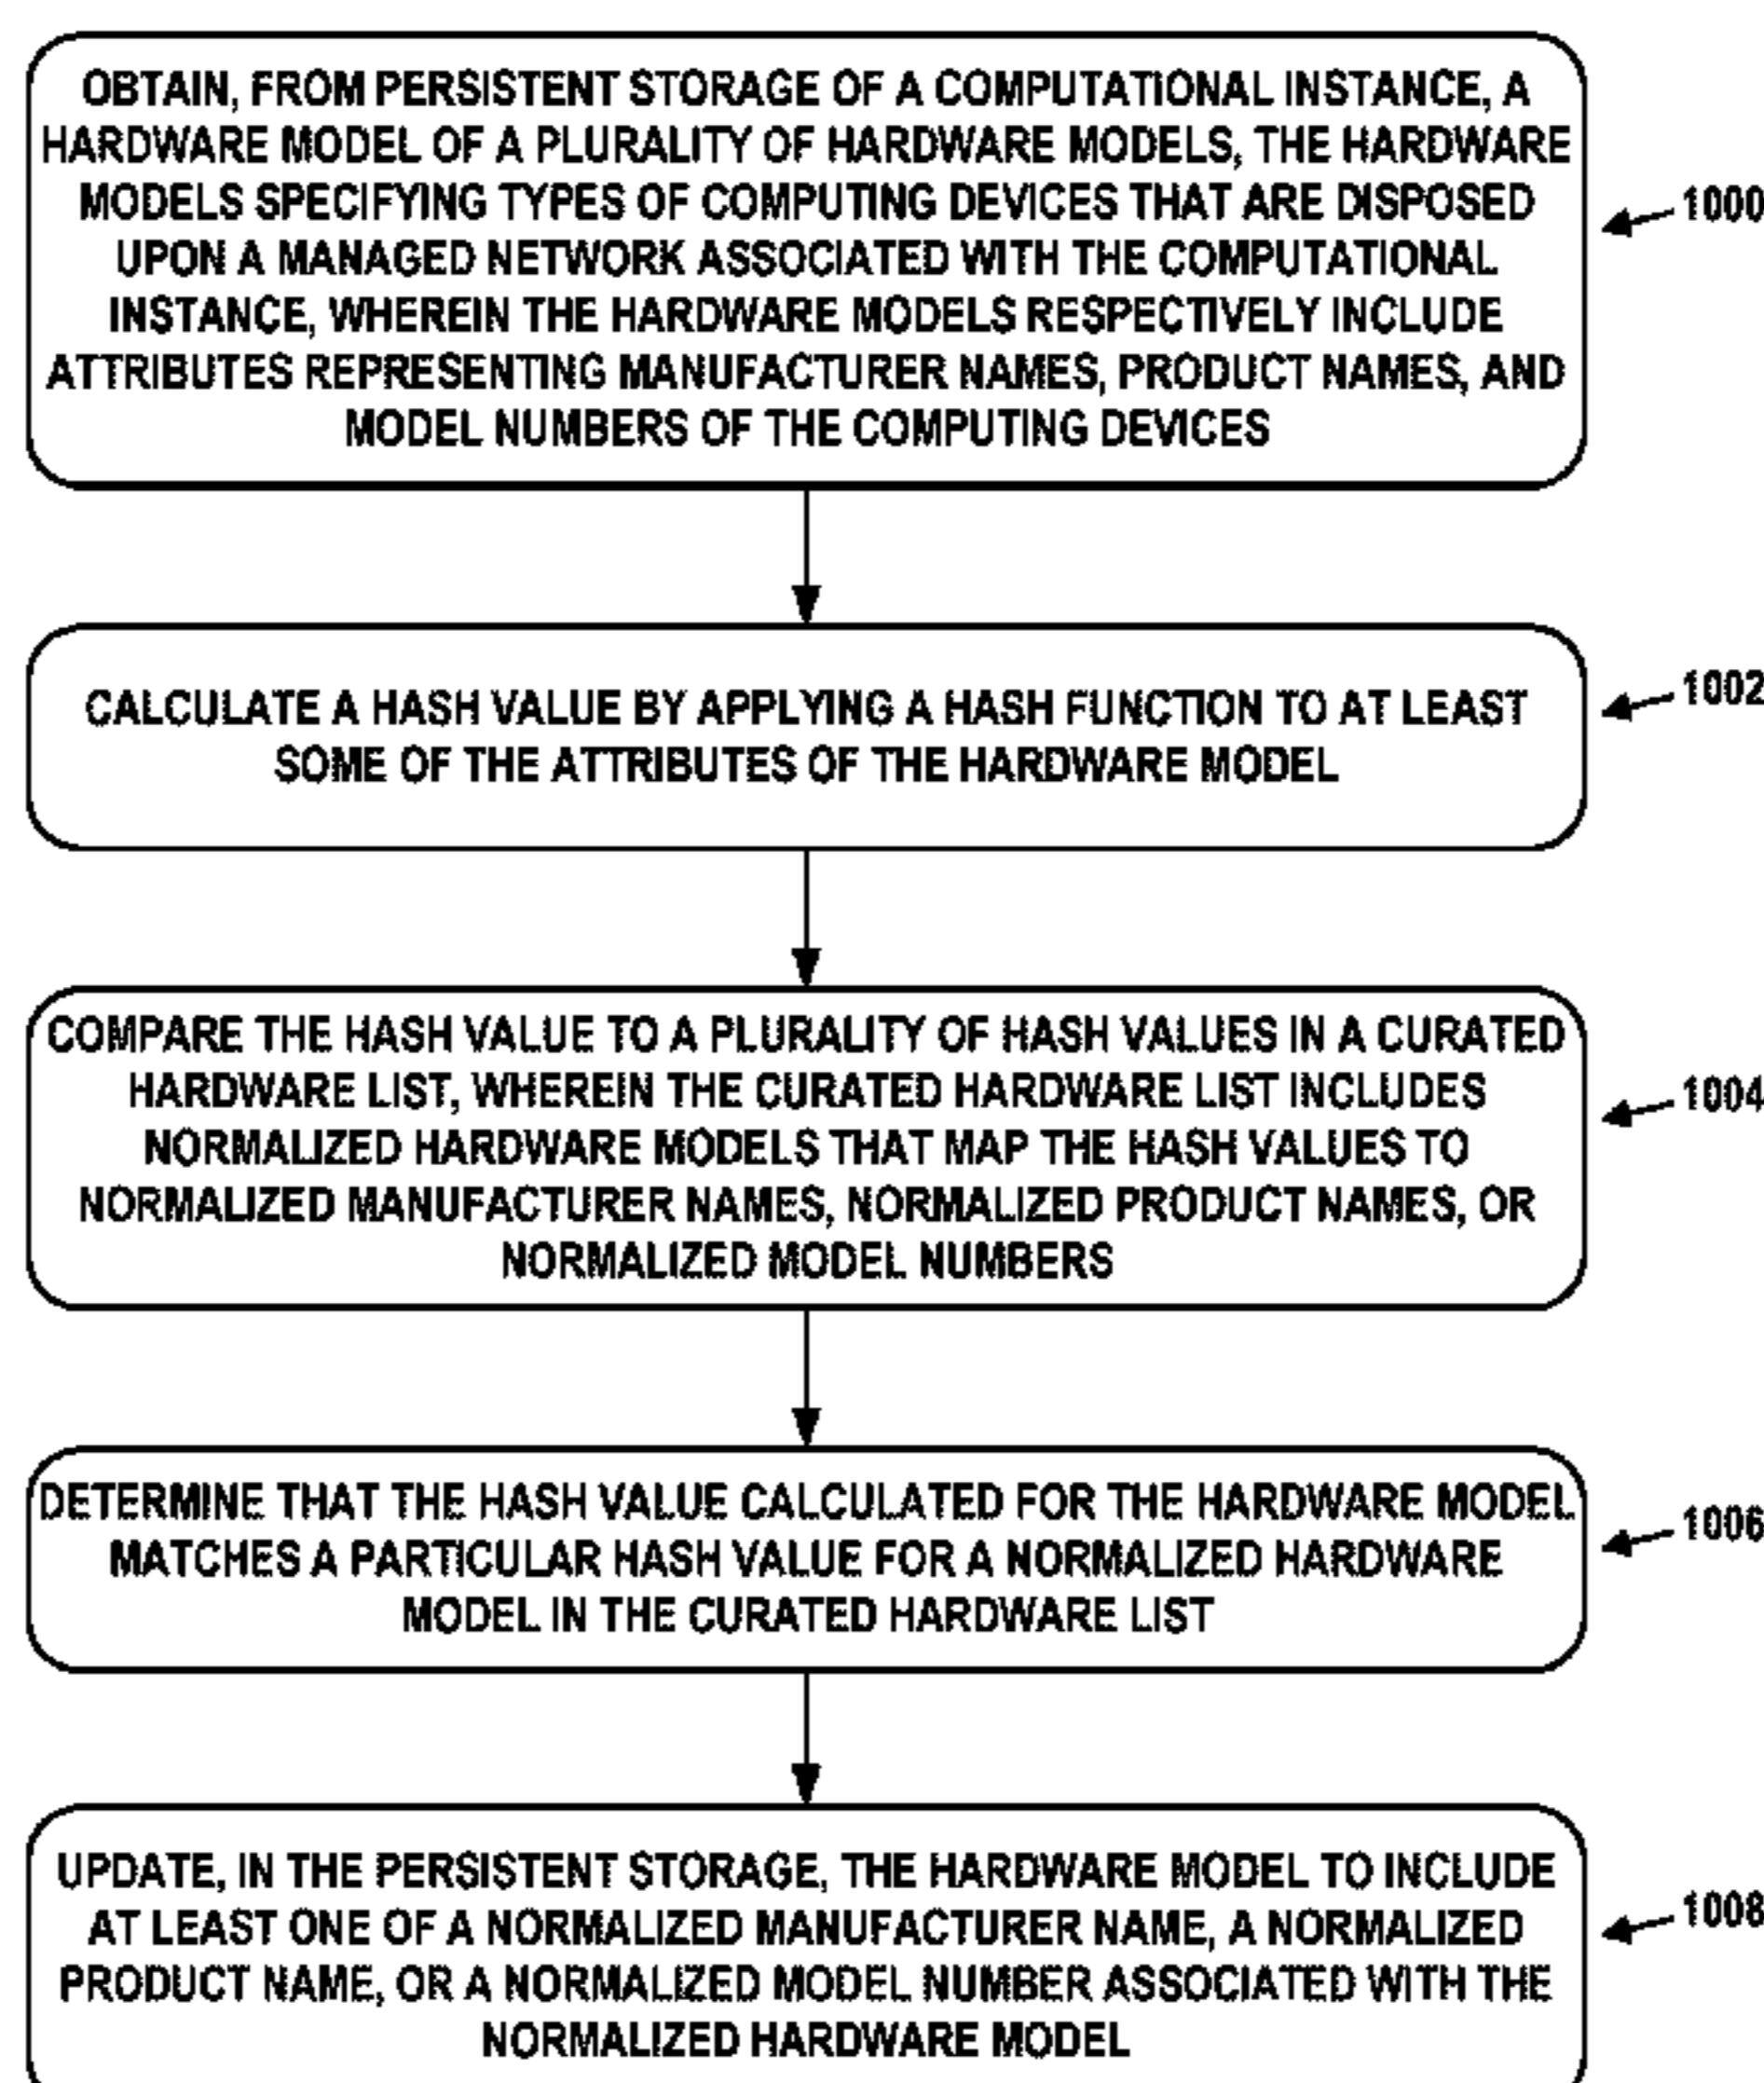 OBTAIN, FROM PERSISTENT STORAGE OF A COMPUTATIONAL INSTANCE, A
HARDWARE MODEL OF A PLURALITY OF HARDWARE MODELS, THE HARDWARE
MODELS SPECIFYING TYPES OF COMPUTING DEVICES THAT ARE DISPOSED
UPON A MANAGED NETWORK ASSOCIATED WITH THE COMPUTATIONAL
INSTANCE, WHEREIN THE HARDWARE MODELS RESPECTIVELY INCLUDE
ATTRIBUTES REPRESENTING MANUFACTURER NAMES, PRODUCT NAMES, AND
MODEL NUMBERS OF THE COMPUTING DEVICES
1000
CALCULATE A HASH VALUE BY APPLYING A HASH FUNCTION TO AT LEAST
SOME OF THE ATTRIBUTES OF THE HARDWARE MODEL
1002
COMPARE THE HASH VALUE TO A PLURALITY OF HASH VALUES IN A CURATED
HARDWARE LIST, WHEREIN THE CURATED HARDWARE LIST INCLUDES
NORMALIZED HARDWARE MODELS THAT MAP THE HASH VALUES TO
NORMALIZED MANUFACTURER NAMES, NORMALIZED PRODUCT NAMES, OR
NORMALIZED MODEL NUMBERS
1004
DETERMINE THAT THE HASH VALUE CALCULATED FOR THE HARDWARE MODEL
MATCHES A PARTICULAR HASH VALUE FOR A NORMALIZED HARDWARE
MODEL IN THE CURATED HARDWARE LIST
1006
UPDATE, IN THE PERSISTENT STORAGE, THE HARDWARE MODEL TO INCLUDE
AT LEAST ONE OF A NORMALIZED MANUFACTURER NAME, A NORMALIZED
PRODUCT NAME, OR A NORMALIZED MODEL NUMBER ASSOCIATED WITH THE
NORMALIZED HARDWARE MODEL
1008